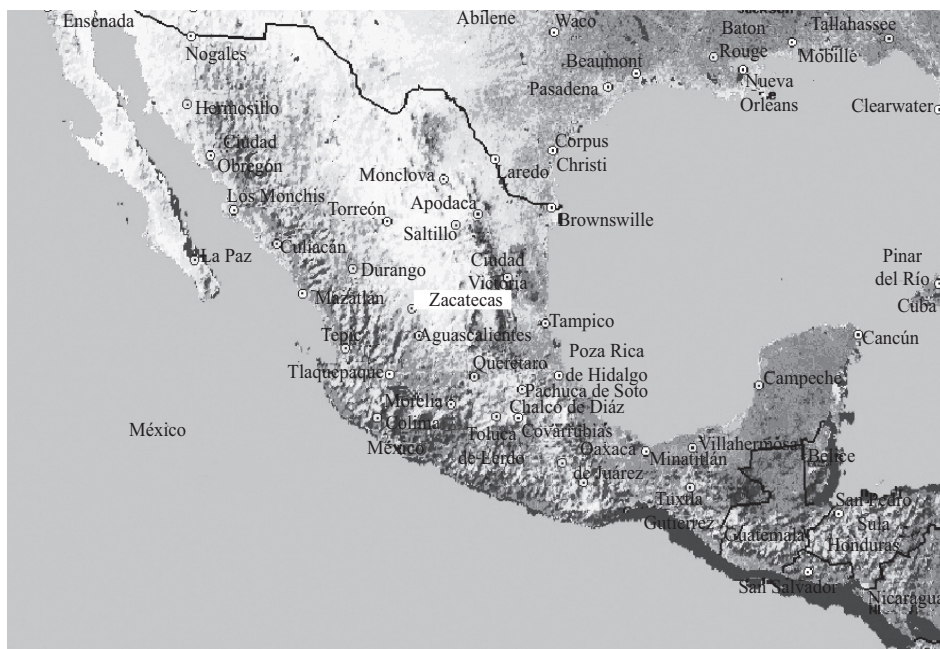 Jackson
Ensenada
Abilene
Waco
Baton
Rouge
Tallahassee
Mobille
Nogales
Beaumont
Pasadena
Nueva
Orleans
Clearwater
Hermosillo
Ciudad
Obregón
Corpus
Christi
Laredo
Monclova
Los Monchis
Torreón
Apodaca
Saltillo
Brownswille
La Paz
Culiacán
Durango
Ciudad
Victoria
Pinar
del Río
Cuba
Mazatlán
Zacatecas
Tampico
Tepic
Aguascalientes
Cancún
Tlaquepaque
Querétaro
Poza Rica
de Hidalgo
Campeche
Pachuca de Soto
Morelia
Colima
Chalco de Díaz
Covarrubias
México
México
Toluca
de Lerdo
Oaxaca
de Juárez
Minatitlán
Villahermosa
Belice
Tuxtla
Gutierrez
San Pedro
Sula
Guatemala
Honduras
San Salvador
Nicaragua